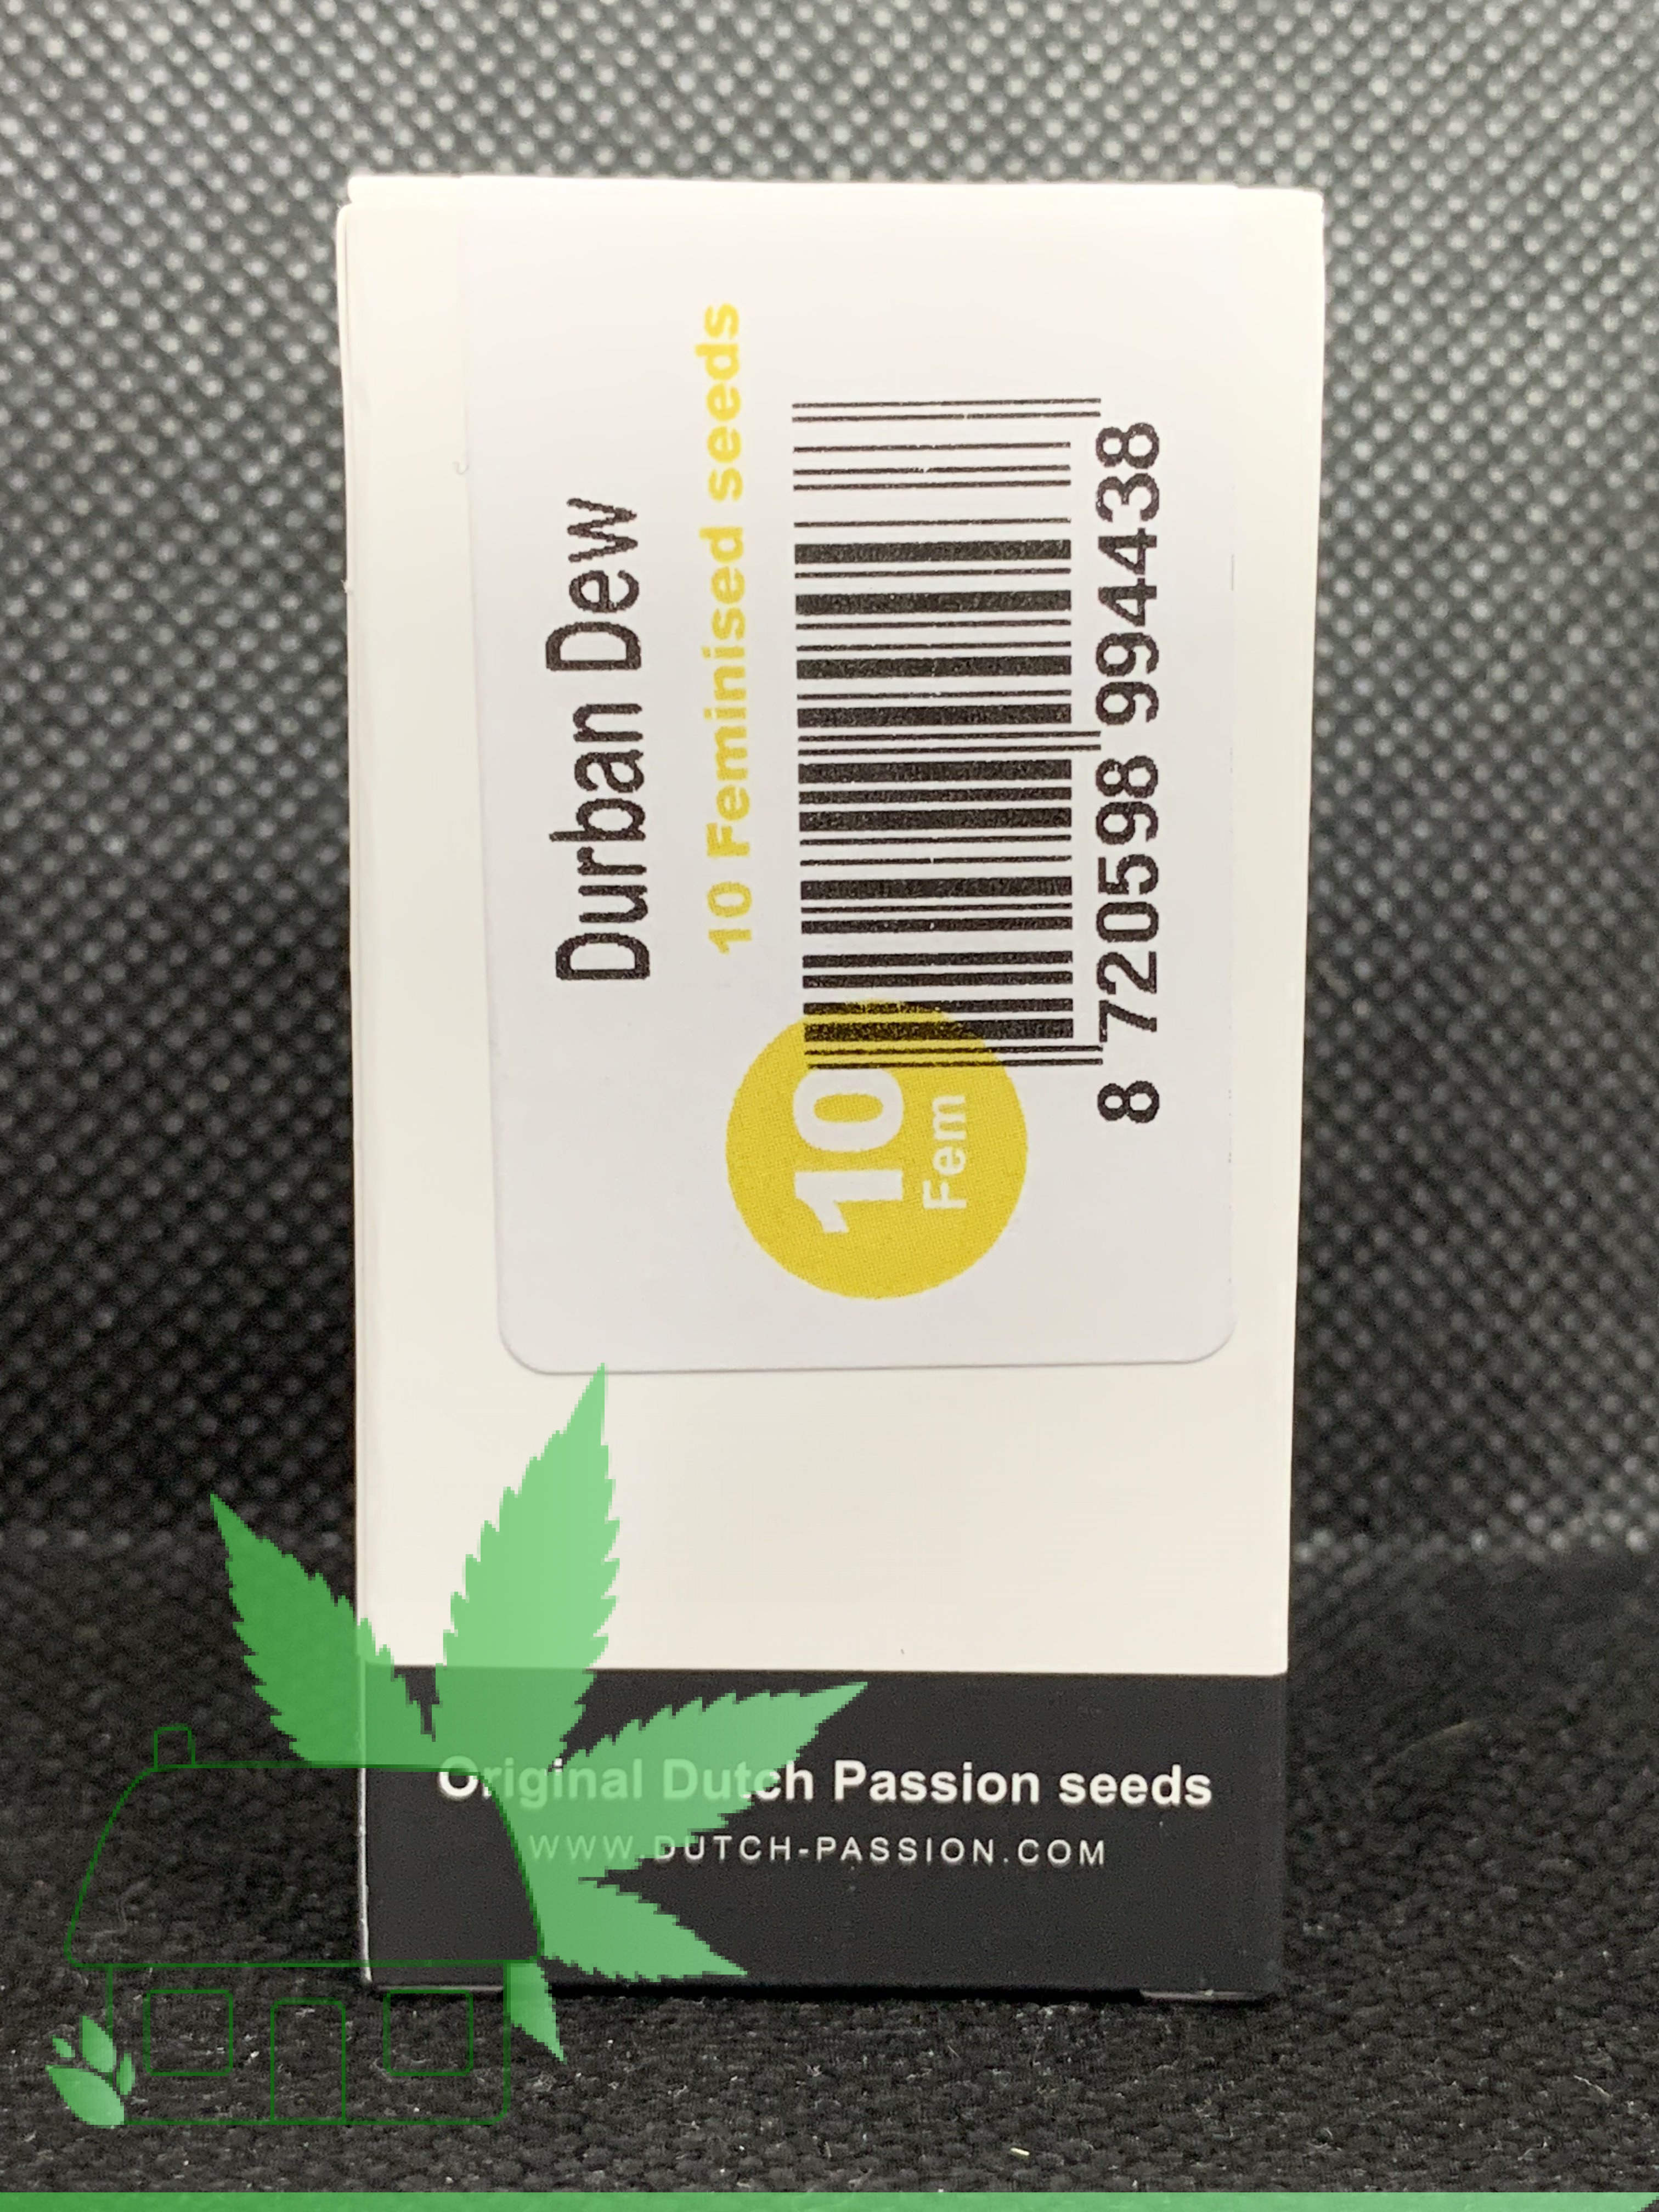 Durban Dew
10 Feminised seeds
10
Fem
8 720598 994438
Original Dutch Passion seeds
WWW.DUTCH-PASSION.COM